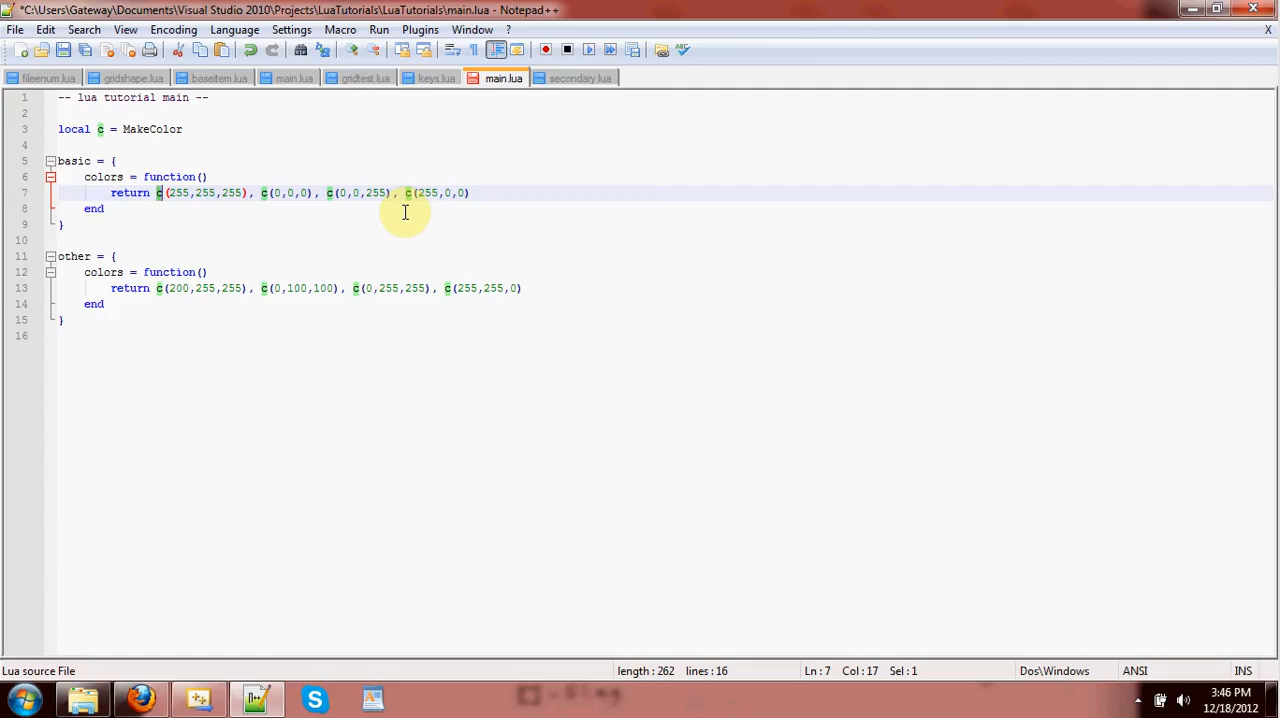 *C:\Users\Gateway\Documents\Visual Studio 2010\Projects\LuaTutorials\LuaTutorials\main.lua - Notepad++
File Edit Search View Encoding Language Settings Macro Run Plugins Window ? X
fileenum.lua gridshape.lua baseitem.lua main.lua gridtest.lua keys.lua main.lua secondary.lua
1 -- lua tutorial main --
2
3 local c = MakeColor
4
5 basic = {
6 colors = function()
7 return c(255,255,255), c(0,0,0), c(0,0,255), c(255,0,0)
8 end
9 }
10
11 other = {
12 colors = function()
13 return c(200,255,255), c(0,100,100), c(0,255,255), c(255,255,0)
14 end
15 }
16
Lua source File length : 262 lines : 16 Ln : 7 Col : 17 Sel : 1 Dos\Windows ANSI INS
3:46 PM
12/18/2012